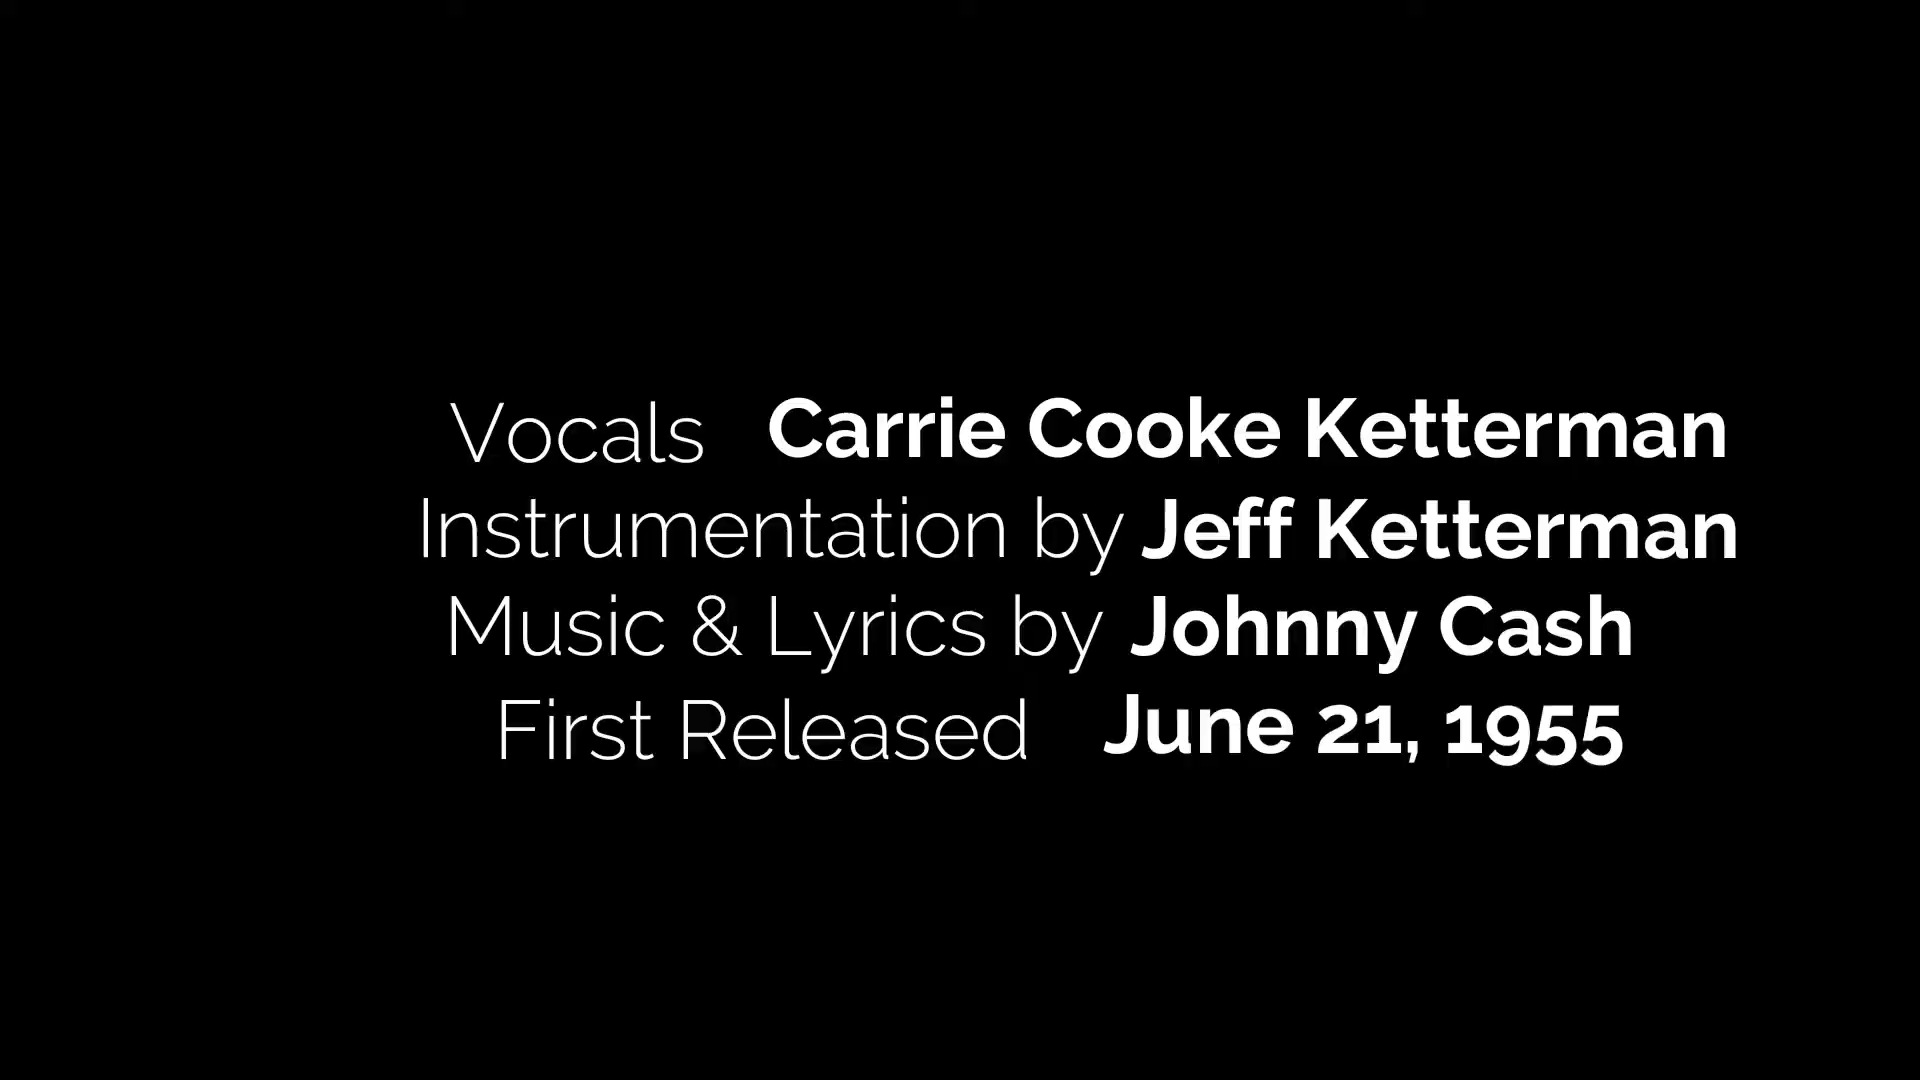 Vocals Carrie Cooke Ketterman
Instrumentation by Jeff Ketterman
Music & Lyrics by Johnny Cash
First Released June 21, 1955